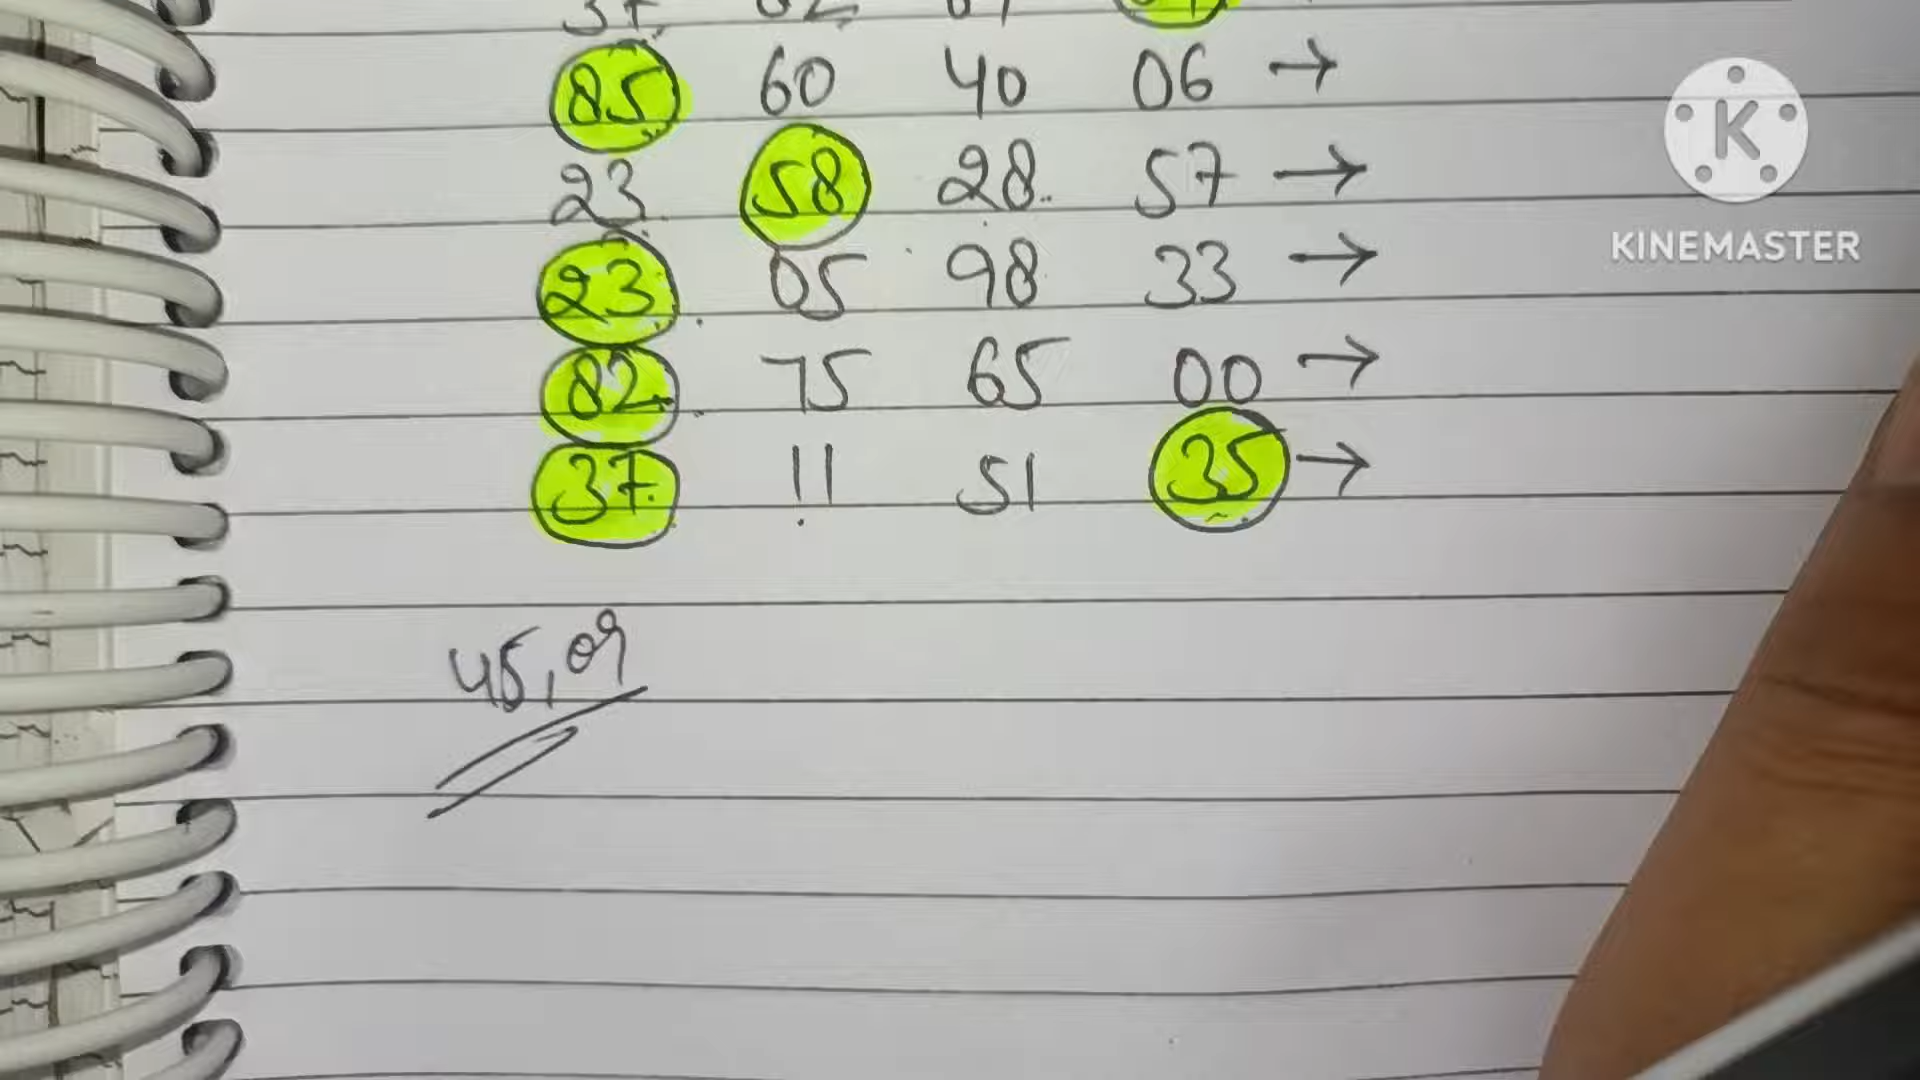 85 60 40 06 →
23 58 28 57 →
23 05 98 33 →
82 75 65 00 →
37 11 51 35 →
45, 09
K
KINEMASTER